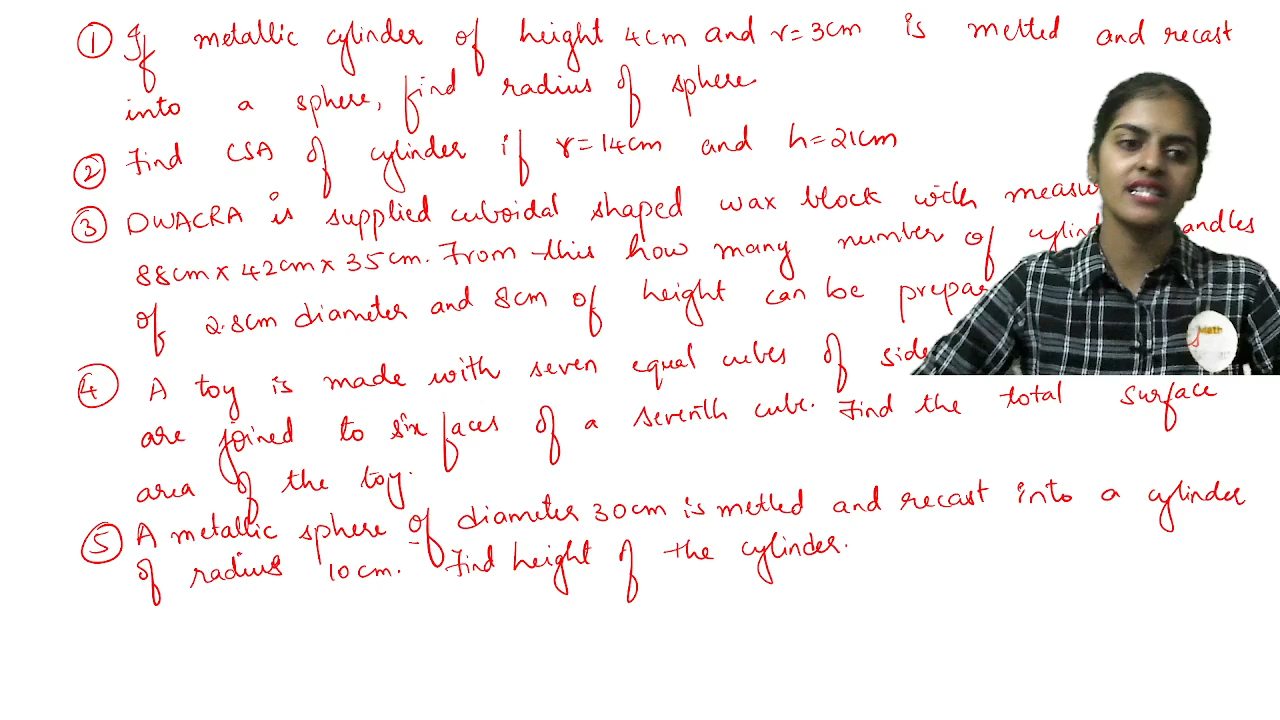 ① If metallic cylinder of height 4cm and r=3cm is melted and recast
into a sphere, find radius of sphere
② Find CSA of cylinder if r=14cm and h=21cm
③ DWACRA is supplied cuboidal shaped wax block with
88cm x 42cm x 35cm. From this how many number of
of 2.8cm diameter and 8cm of height can be
④ A toy is made with seven equal cubes of
are joined to six faces of a seventh cube. Find the total surface
area of the toy.
⑤ A metallic sphere of diameter 30cm is metled and recast into a cylinder
of radius 10cm. Find height of the cylinder.
Math